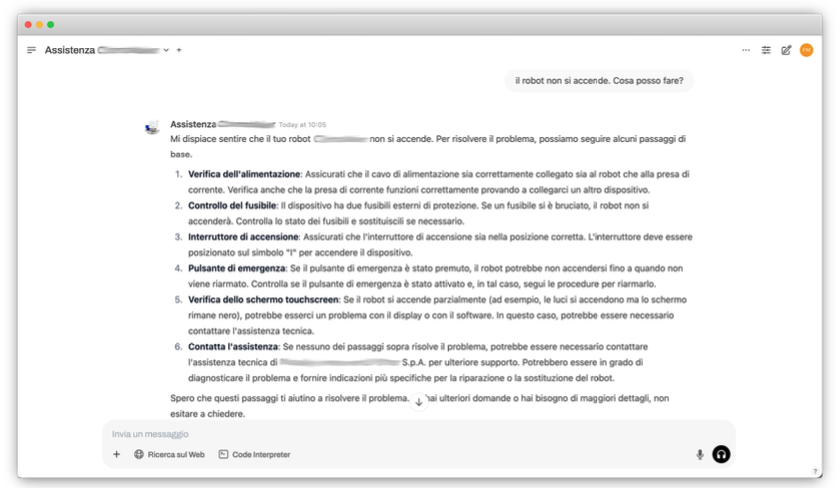 Assistenza
FM
il robot non si accende. Cosa posso fare?
Assistenza Today at 10:05
Mi dispiace sentire che il tuo robot non si accende. Per risolvere il problema, possiamo seguire alcuni passaggi di
base.
1. Verifica dell'alimentazione: Assicurati che il cavo di alimentazione sia correttamente collegato sia al robot che alla presa di
corrente. Verifica anche che la presa di corrente funzioni correttamente provando a collegarci un altro dispositivo.
2. Controllo del fusibile: Il dispositivo ha due fusibili esterni di protezione. Se un fusibile si è bruciato, il robot non si
accenderà. Controlla lo stato dei fusibili e sostituiscili se necessario.
3. Interruttore di accensione: Assicurati che l'interruttore di accensione sia nella posizione corretta. L'interruttore deve essere
posizionato sul simbolo "I" per accendere il dispositivo.
4. Pulsante di emergenza: Se il pulsante di emergenza è stato premuto, il robot potrebbe non accendersi fino a quando non
viene riarmato. Controlla se il pulsante di emergenza è stato attivato e, in tal caso, segui le procedure per riarmarlo.
5. Verifica dello schermo touchscreen: Se il robot si accende parzialmente (ad esempio, le luci si accendono ma lo schermo
rimane nero), potrebbe esserci un problema con il display o con il software. In questo caso, potrebbe essere necessario
contattare l'assistenza tecnica.
6. Contatta l'assistenza: Se nessuno dei passaggi sopra risolve il problema, potrebbe essere necessario contattare
l'assistenza tecnica di S.p.A. per ulteriore supporto. Potrebbero essere in grado di
diagnosticare il problema e fornire indicazioni più specifiche per la riparazione o la sostituzione del robot.
Spero che questi passaggi ti aiutino a risolvere il problema. hai ulteriori domande o hai bisogno di maggiori dettagli, non
esitare a chiedere.
Invia un messaggio
Ricerca sul Web Code Interpreter
?